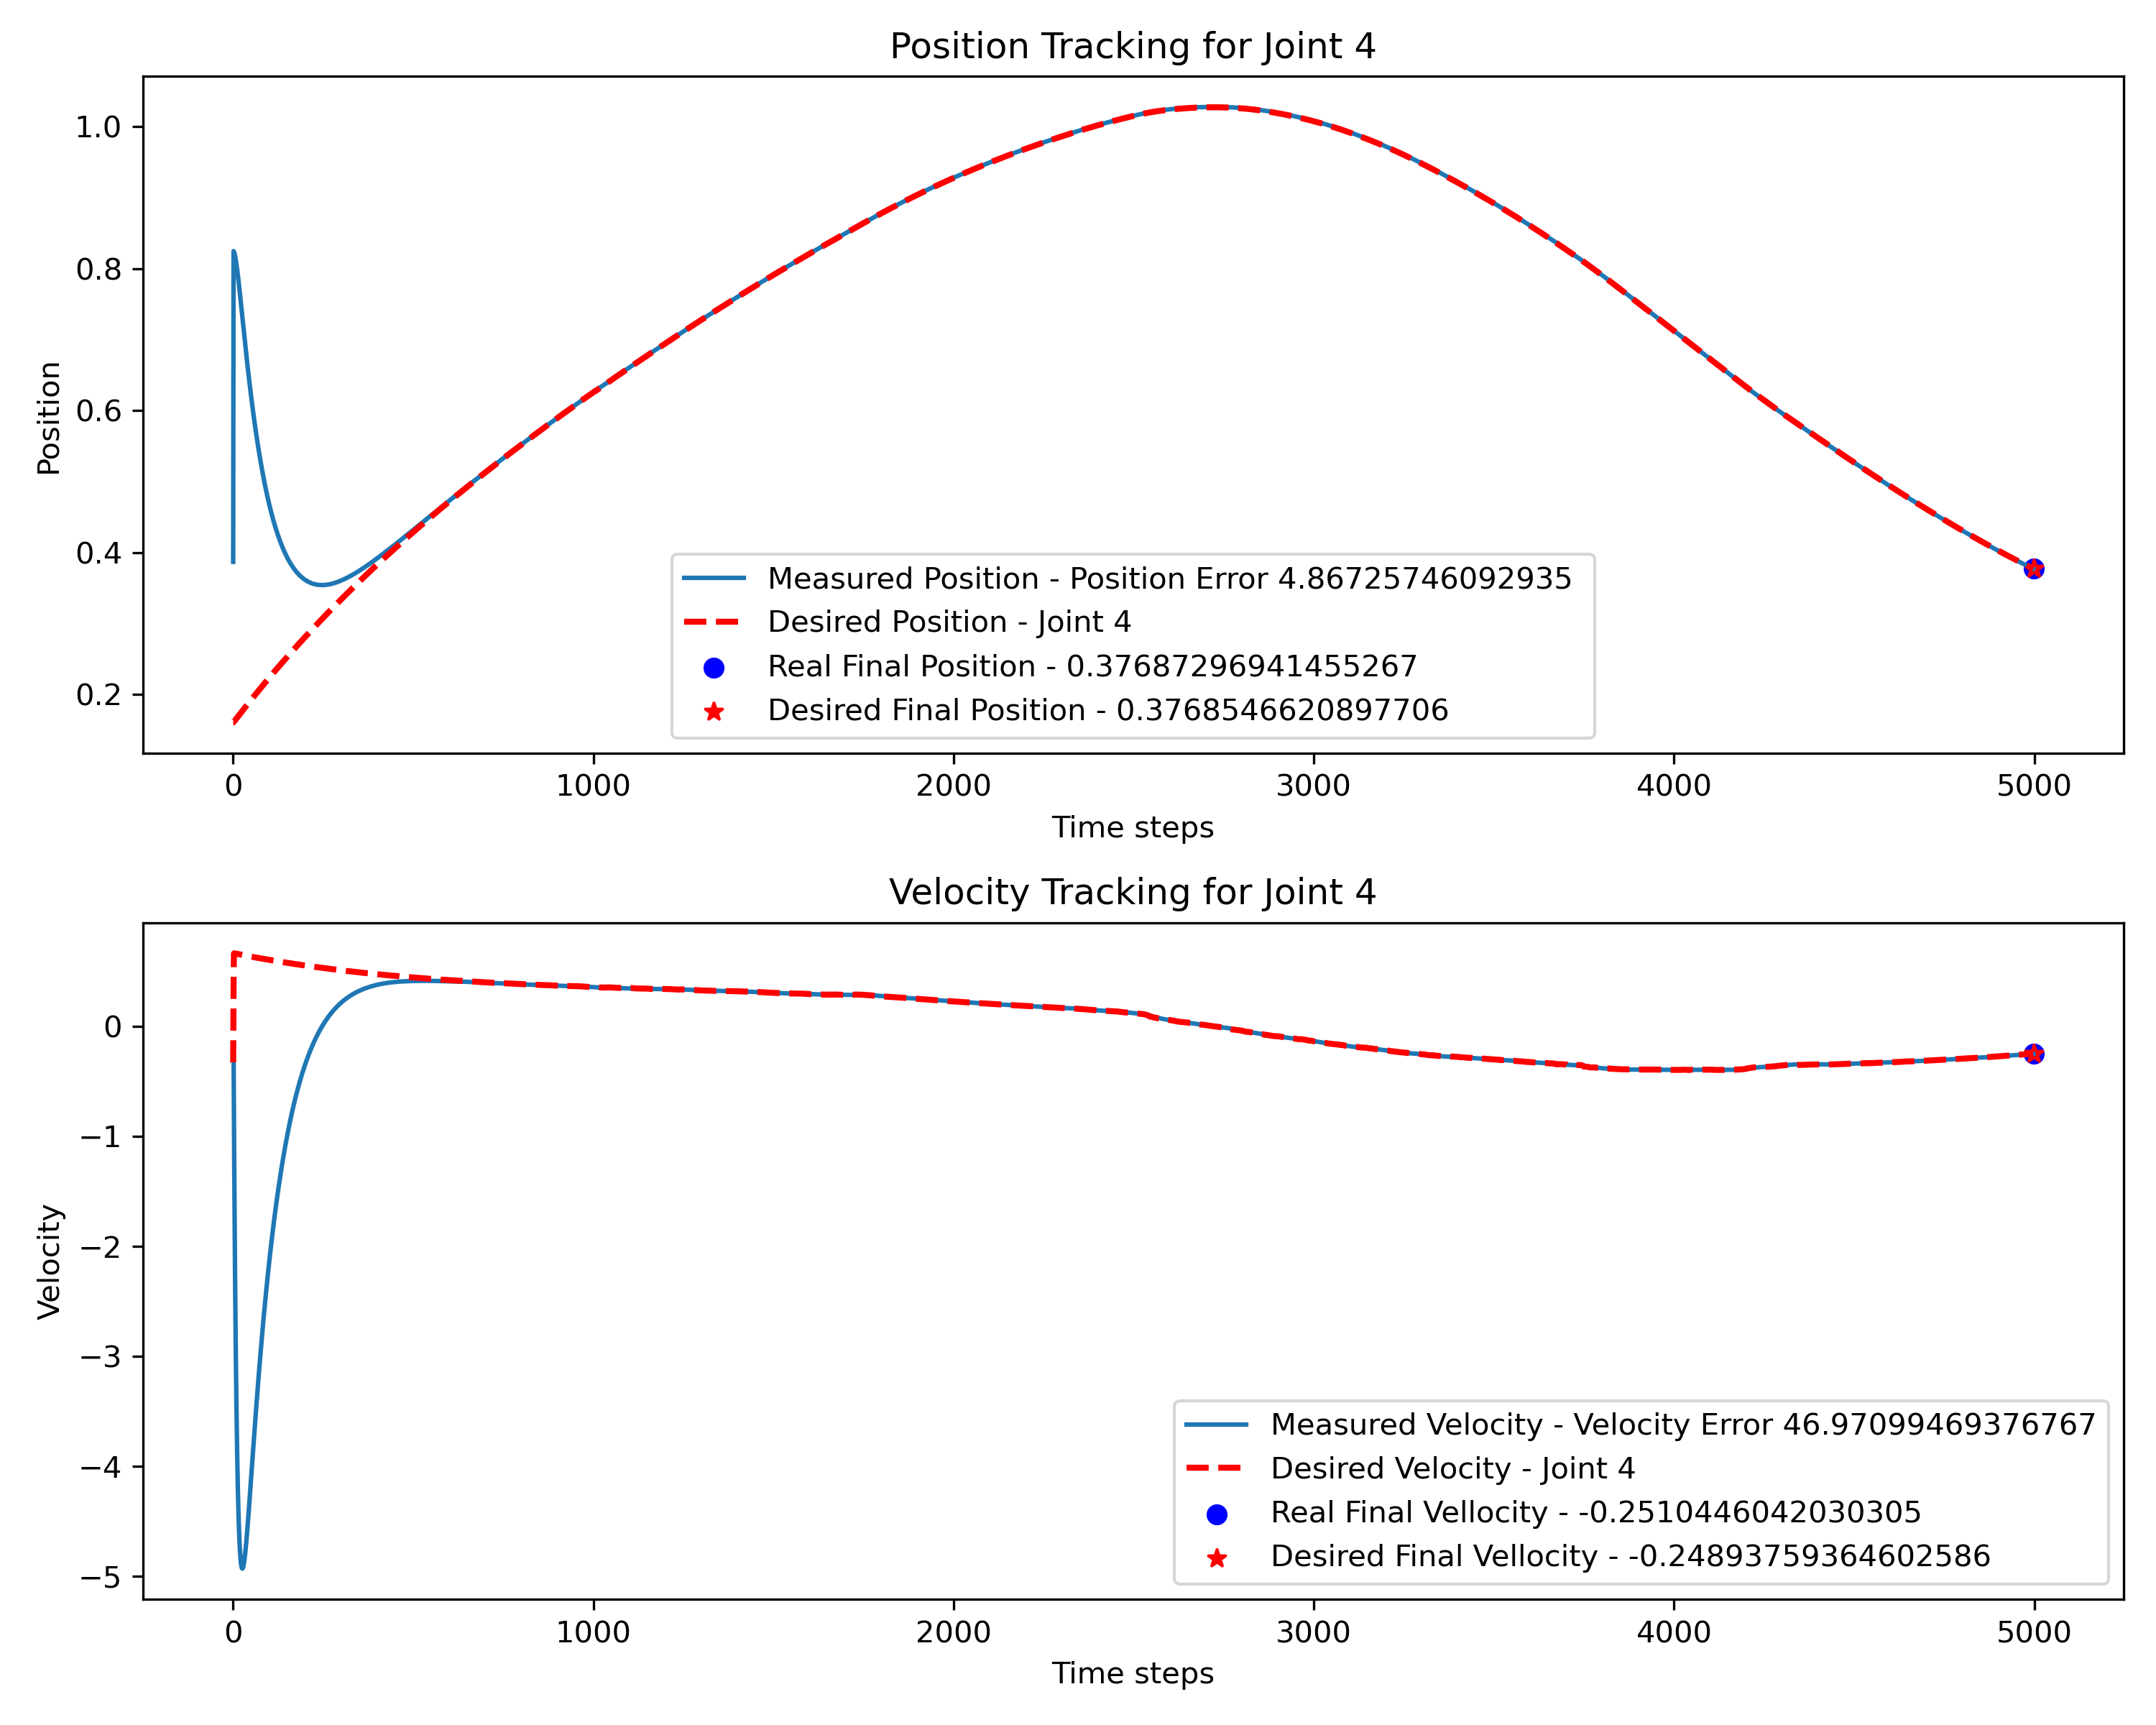 Position Tracking for Joint 4
1.0
0.8
0.6
0.4
0.2
Position
Measured Position - Position Error 4.86725746092935
Desired Position - Joint 4
Real Final Position - 0.37687296941455267
Desired Final Position - 0.3768546620897706
0 1000 2000 3000 4000 5000
Time steps
Velocity Tracking for Joint 4
0
−1
−2
−3
−4
−5
Velocity
Measured Velocity - Velocity Error 46.97099469376767
Desired Velocity - Joint 4
Real Final Vellocity - -0.2510446042030305
Desired Final Vellocity - -0.24893759364602586
0 1000 2000 3000 4000 5000
Time steps